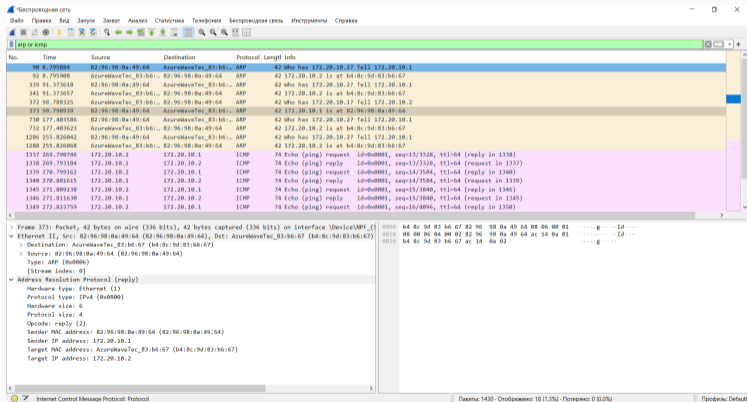 *Беспроводная сеть
Файл Правка Вид Запуск Захват Анализ Статистика Телефония Беспроводная связь Инструменты Справка
arp or icmp
No. Time Source Destination Protocol Lengtl Info
90 8.795884 82:96:98:0a:49:64 AzureWaveTec_83:b6:… ARP 42 Who has 172.20.10.2? Tell 172.20.10.1
92 8.795908 AzureWaveTec_83:b6:… 82:96:98:0a:49:64 ARP 42 172.20.10.2 is at b4:8c:9d:83:b6:67
339 91.373618 82:96:98:0a:49:64 AzureWaveTec_83:b6:… ARP 42 Who has 172.20.10.2? Tell 172.20.10.1
341 91.373657 AzureWaveTec_83:b6:… 82:96:98:0a:49:64 ARP 42 172.20.10.2 is at b4:8c:9d:83:b6:67
372 98.788325 AzureWaveTec_83:b6:… 82:96:98:0a:49:64 ARP 42 Who has 172.20.10.1? Tell 172.20.10.2
373 98.790939 82:96:98:0a:49:64 AzureWaveTec_83:b6:… ARP 42 172.20.10.1 is at 82:96:98:0a:49:64
730 177.403586 82:96:98:0a:49:64 AzureWaveTec_83:b6:… ARP 42 Who has 172.20.10.2? Tell 172.20.10.1
732 177.403623 AzureWaveTec_83:b6:… 82:96:98:0a:49:64 ARP 42 172.20.10.2 is at b4:8c:9d:83:b6:67
1286 255.826042 82:96:98:0a:49:64 AzureWaveTec_83:b6:… ARP 42 Who has 172.20.10.2? Tell 172.20.10.1
1288 255.826068 AzureWaveTec_83:b6:… 82:96:98:0a:49:64 ARP 42 172.20.10.2 is at b4:8c:9d:83:b6:67
1337 269.790746 172.20.10.2 172.20.10.1 ICMP 74 Echo (ping) request id=0x0001, seq=13/3328, ttl=64 (reply in 1338)
1338 269.793184 172.20.10.1 172.20.10.2 ICMP 74 Echo (ping) reply id=0x0001, seq=13/3328, ttl=64 (request in 1337)
1339 270.799162 172.20.10.2 172.20.10.1 ICMP 74 Echo (ping) request id=0x0001, seq=14/3584, ttl=64 (reply in 1340)
1340 270.801615 172.20.10.1 172.20.10.2 ICMP 74 Echo (ping) reply id=0x0001, seq=14/3584, ttl=64 (request in 1339)
1345 271.809238 172.20.10.2 172.20.10.1 ICMP 74 Echo (ping) request id=0x0001, seq=15/3840, ttl=64 (reply in 1346)
1346 271.811630 172.20.10.1 172.20.10.2 ICMP 74 Echo (ping) reply id=0x0001, seq=15/3840, ttl=64 (request in 1345)
1349 272.823759 172.20.10.2 172.20.10.1 ICMP 74 Echo (ping) request id=0x0001, seq=16/4096, ttl=64 (reply in 1350)
Frame 373: Packet, 42 bytes on wire (336 bits), 42 bytes captured (336 bits) on interface \Device\NPF_{
Ethernet II, Src: 82:96:98:0a:49:64 (82:96:98:0a:49:64), Dst: AzureWaveTec_83:b6:67 (b4:8c:9d:83:b6:67)
Destination: AzureWaveTec_83:b6:67 (b4:8c:9d:83:b6:67)
Source: 82:96:98:0a:49:64 (82:96:98:0a:49:64)
Type: ARP (0x0806)
[Stream index: 0]
Address Resolution Protocol (reply)
Hardware type: Ethernet (1)
Protocol type: IPv4 (0x0800)
Hardware size: 6
Protocol size: 4
Opcode: reply (2)
Sender MAC address: 82:96:98:0a:49:64 (82:96:98:0a:49:64)
Sender IP address: 172.20.10.1
Target MAC address: AzureWaveTec_83:b6:67 (b4:8c:9d:83:b6:67)
Target IP address: 172.20.10.2
0000 b4 8c 9d 83 b6 67 82 96 98 0a 49 64 08 06 00 01 ·····g·· ··Id····
0010 08 00 06 04 00 02 82 96 98 0a 49 64 ac 14 0a 01 ········ ··Id····
0020 b4 8c 9d 83 b6 67 ac 14 0a 02 ·····g·· ··
Internet Control Message Protocol: Protocol
Пакеты: 1430 · Отображено: 18 (1.3%) · Потеряно: 0 (0.0%)
Профиль: Default